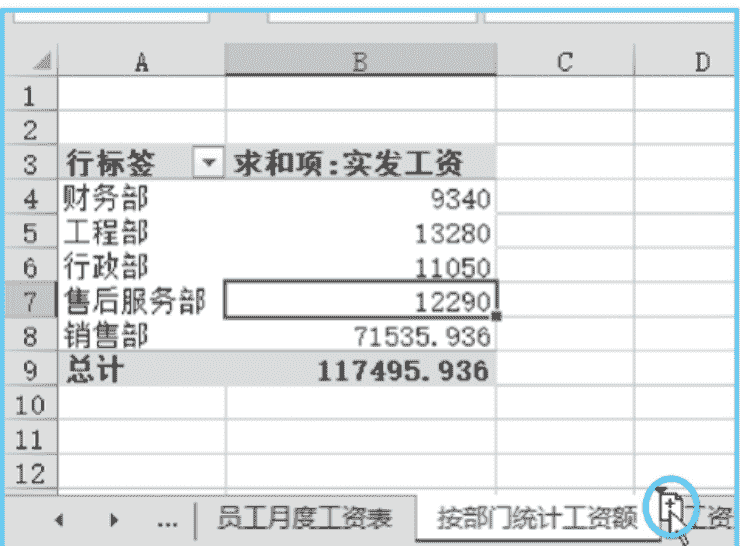 A B C D
1
2
3 行标签 求和项:实发工资
4 财务部 9340
5 工程部 13280
6 行政部 11050
7 售后服务部 12290
8 销售部 71535.936
9 总计 117495.936
10
11
12
... 员工月度工资表 按部门统计工资额 工资